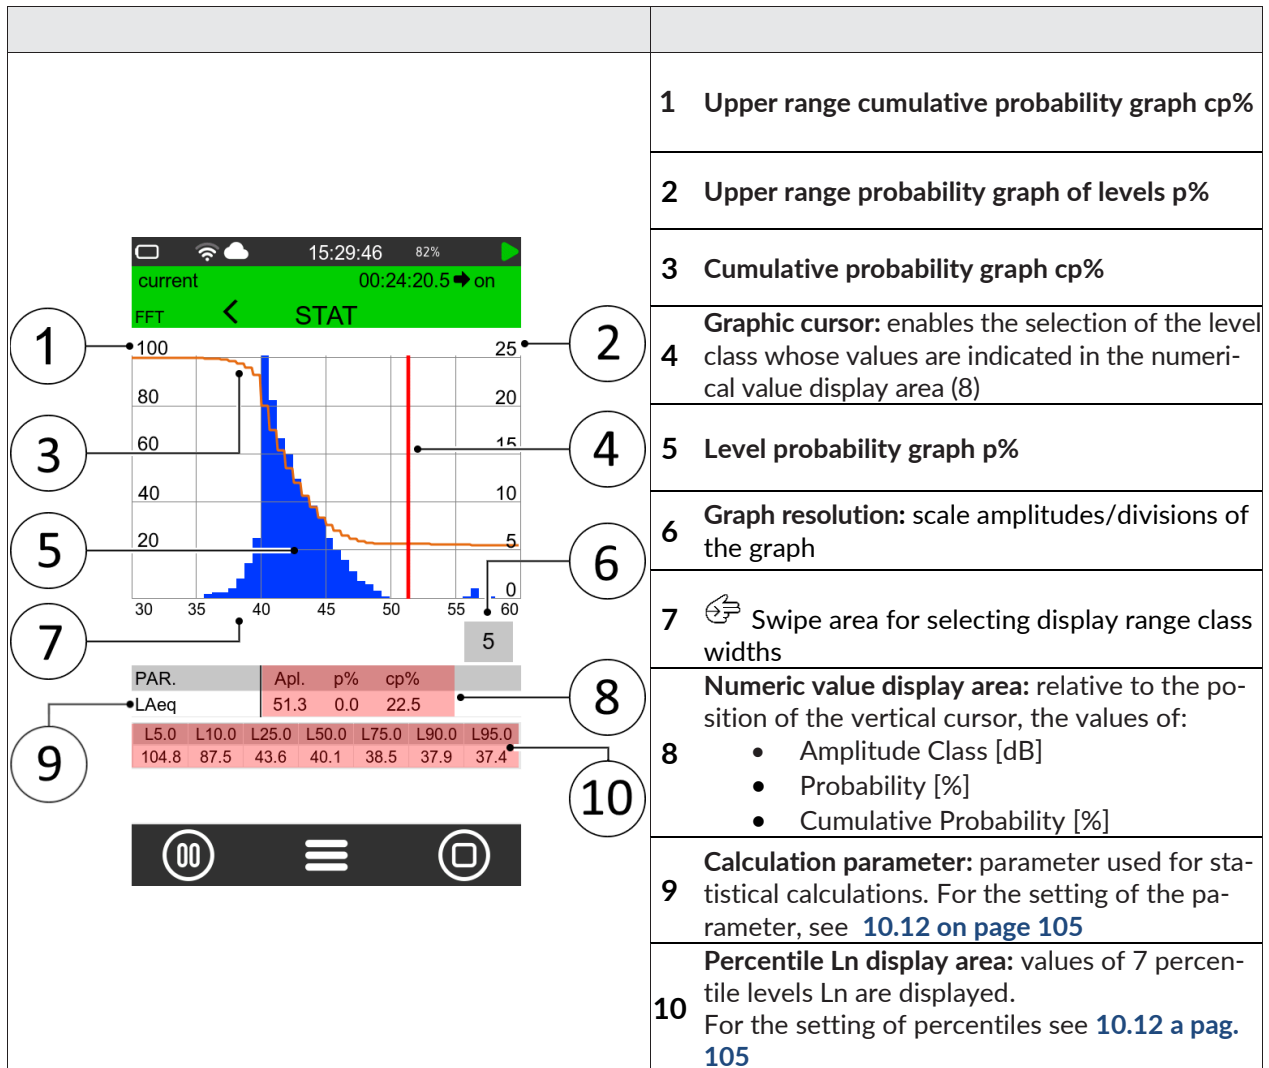 15:29:46 82%
current 00:24:20.5 on
FFT STAT
100 25
80 20
60 15
40 10
20 5
0
30 35 40 45 50 55 60
5
PAR. Apl. p% cp%
LAeq 51.3 0.0 22.5
L5.0 L10.0 L25.0 L50.0 L75.0 L90.0 L95.0
104.8 87.5 43.6 40.1 38.5 37.9 37.4
1
2
3
4
5
6
7
8
9
10
1 Upper range cumulative probability graph cp%
2 Upper range probability graph of levels p%
3 Cumulative probability graph cp%
4 Graphic cursor: enables the selection of the level
class whose values are indicated in the numeri-
cal value display area (8)
5 Level probability graph p%
6 Graph resolution: scale amplitudes/divisions of
the graph
7 Swipe area for selecting display range class
widths
8 Numeric value display area: relative to the po-
sition of the vertical cursor, the values of:
• Amplitude Class [dB]
• Probability [%]
• Cumulative Probability [%]
9 Calculation parameter: parameter used for sta-
tistical calculations. For the setting of the pa-
rameter, see 10.12 on page 105
10 Percentile Ln display area: values of 7 percen-
tile levels Ln are displayed.
For the setting of percentiles see 10.12 a pag.
105